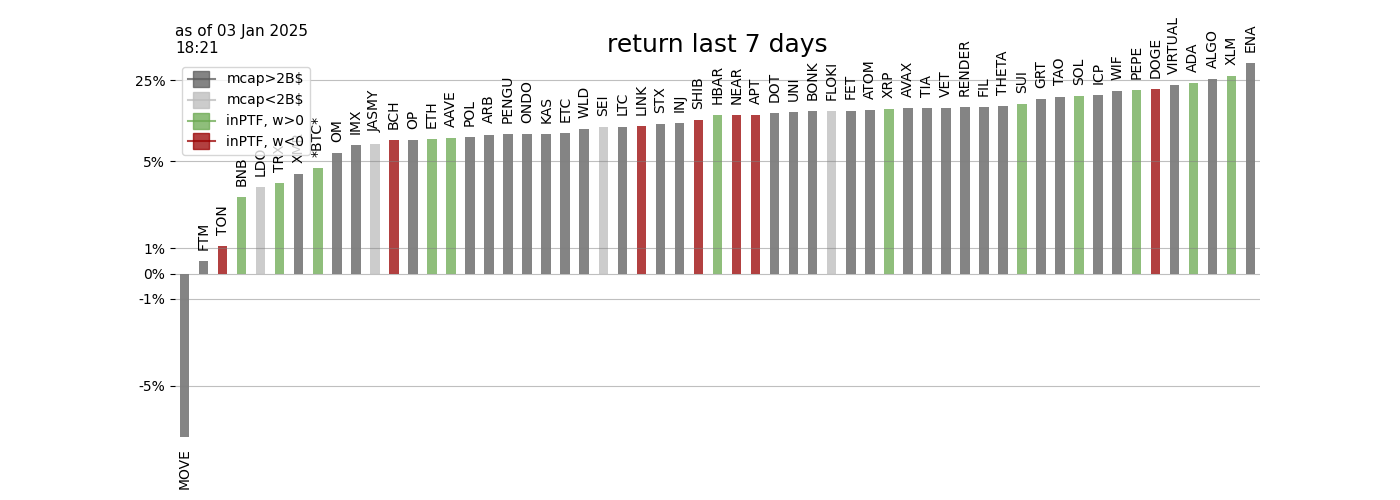 as of 03 Jan 2025
18:21
return last 7 days
mcap>2B$
mcap<2B$
inPTF, w>0
inPTF, w<0
25%
5%
1%
0%
-1%
-5%
MOVE
FTM
TON
BNB
LDO
TRX
XMR
*BTC*
OM
IMX
JASMY
BCH
OP
ETH
AAVE
POL
ARB
PENGU
ONDO
KAS
ETC
WLD
SEI
LTC
LINK
STX
INJ
SHIB
HBAR
NEAR
APT
DOT
UNI
BONK
FLOKI
FET
ATOM
XRP
AVAX
TIA
VET
RENDER
FIL
THETA
SUI
GRT
TAO
SOL
ICP
WIF
PEPE
DOGE
VIRTUAL
ADA
ALGO
XLM
ENA